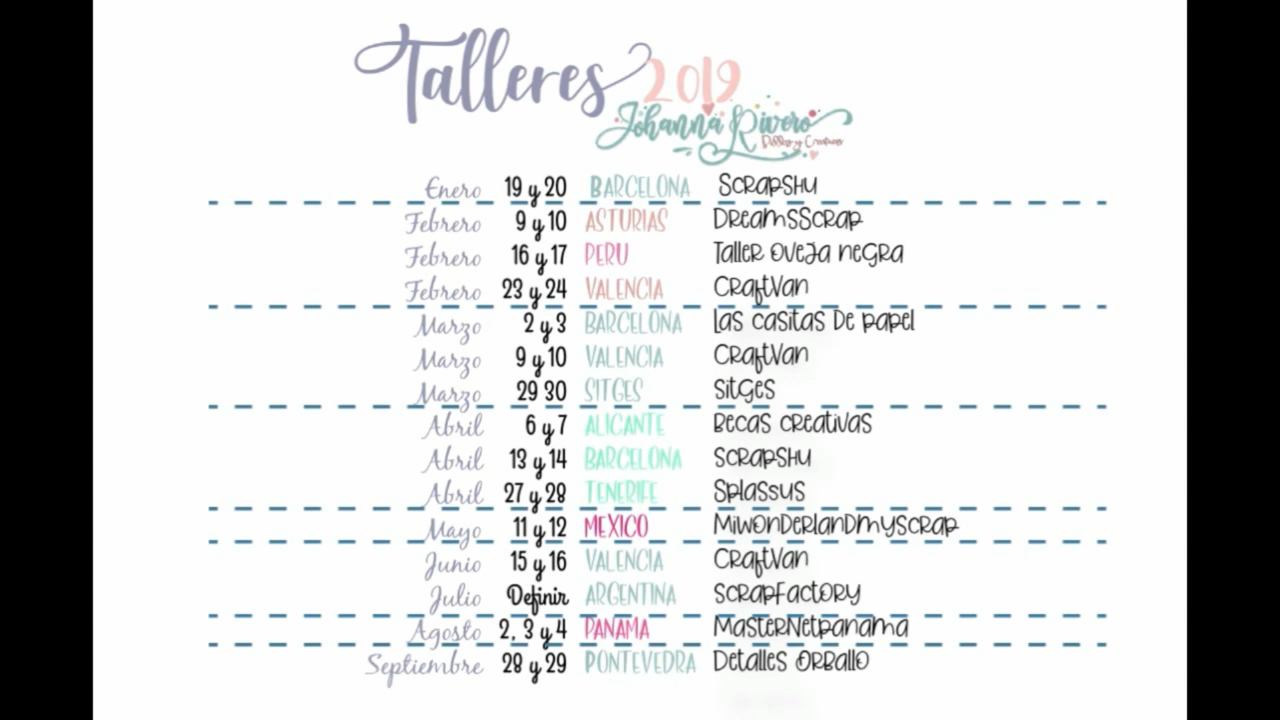 Talleres 2019
Johanna Rivero
Enero 19 y 20 BARCELONA ScrapShy
Febrero 9 y 10 ASTURIAS DreamsScrap
Febrero 16 y 17 PERU Taller oveja negra
Febrero 23 y 24 VALENCIA CraftVan
Marzo 2 y 3 BARCELONA Las casitas De papel
Marzo 9 y 10 VALENCIA CraftVan
Marzo 29 30 SITGES Sitges
Abril 6 y 7 ALICANTE Becas creativas
Abril 13 y 14 BARCELONA ScrapShy
Abril 27 y 28 TENERIFE Splassus
Mayo 11 y 12 MEXICO MiwonDerlanDmyscrap
Junio 15 y 16 VALENCIA CraftVan
Julio Definir ARGENTINA ScrapFactory
Agosto 2, 3 y 4 PANAMA MasterNetpanama
Septiembre 28 y 29 PONTEVEDRA Detalles Orballo